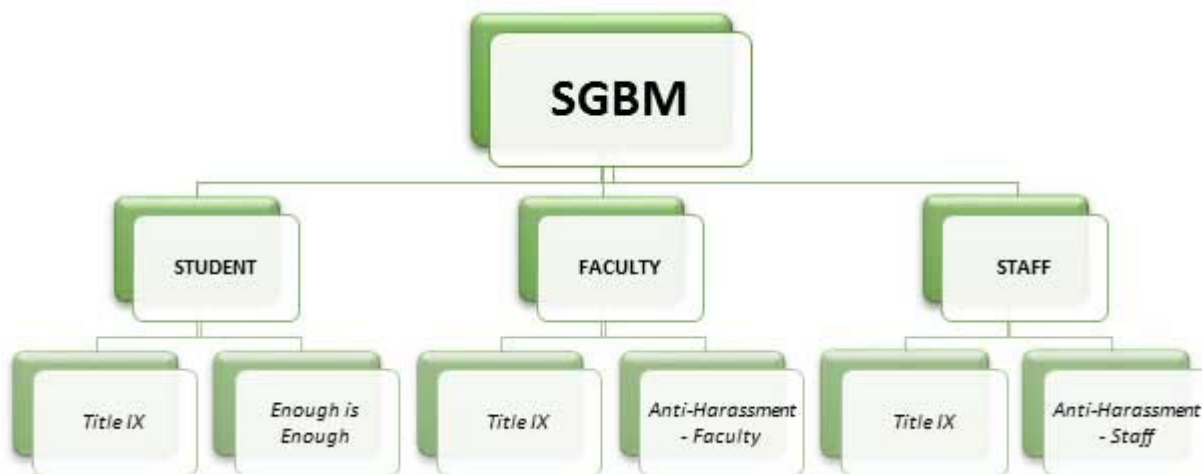 SGBM
STUDENT
FACULTY
STAFF
Title IX
Enough is
Enough
Title IX
Anti-Harassment
- Faculty
Title IX
Anti-Harassment
- Staff